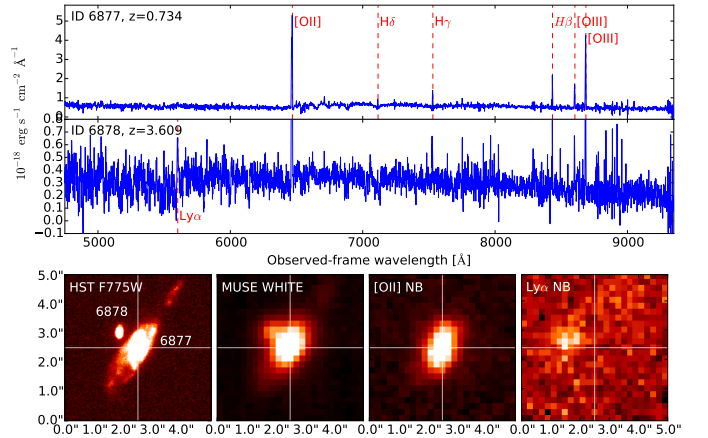 ID 6877, z=0.734
[OII]
Hδ
Hγ
Hβ
[OIII]
[OIII]
5
4
3
2
1
0
ID 6878, z=3.609
Lyα
0.8
0.7
0.6
0.5
0.4
0.3
0.2
0.1
0.0
−0.1
10⁻¹⁸ erg s⁻¹ cm⁻² Å⁻¹
5000 6000 7000 8000 9000
Observed-frame wavelength [Å]
HST F775W
6878
6877
MUSE WHITE
[OII] NB
Lyα NB
5.0"
4.0"
3.0"
2.0"
1.0"
0.0"
0.0" 1.0" 2.0" 3.0" 4.0" 0.0" 1.0" 2.0" 3.0" 4.0" 0.0" 1.0" 2.0" 3.0" 4.0" 0.0" 1.0" 2.0" 3.0" 4.0" 5.0"